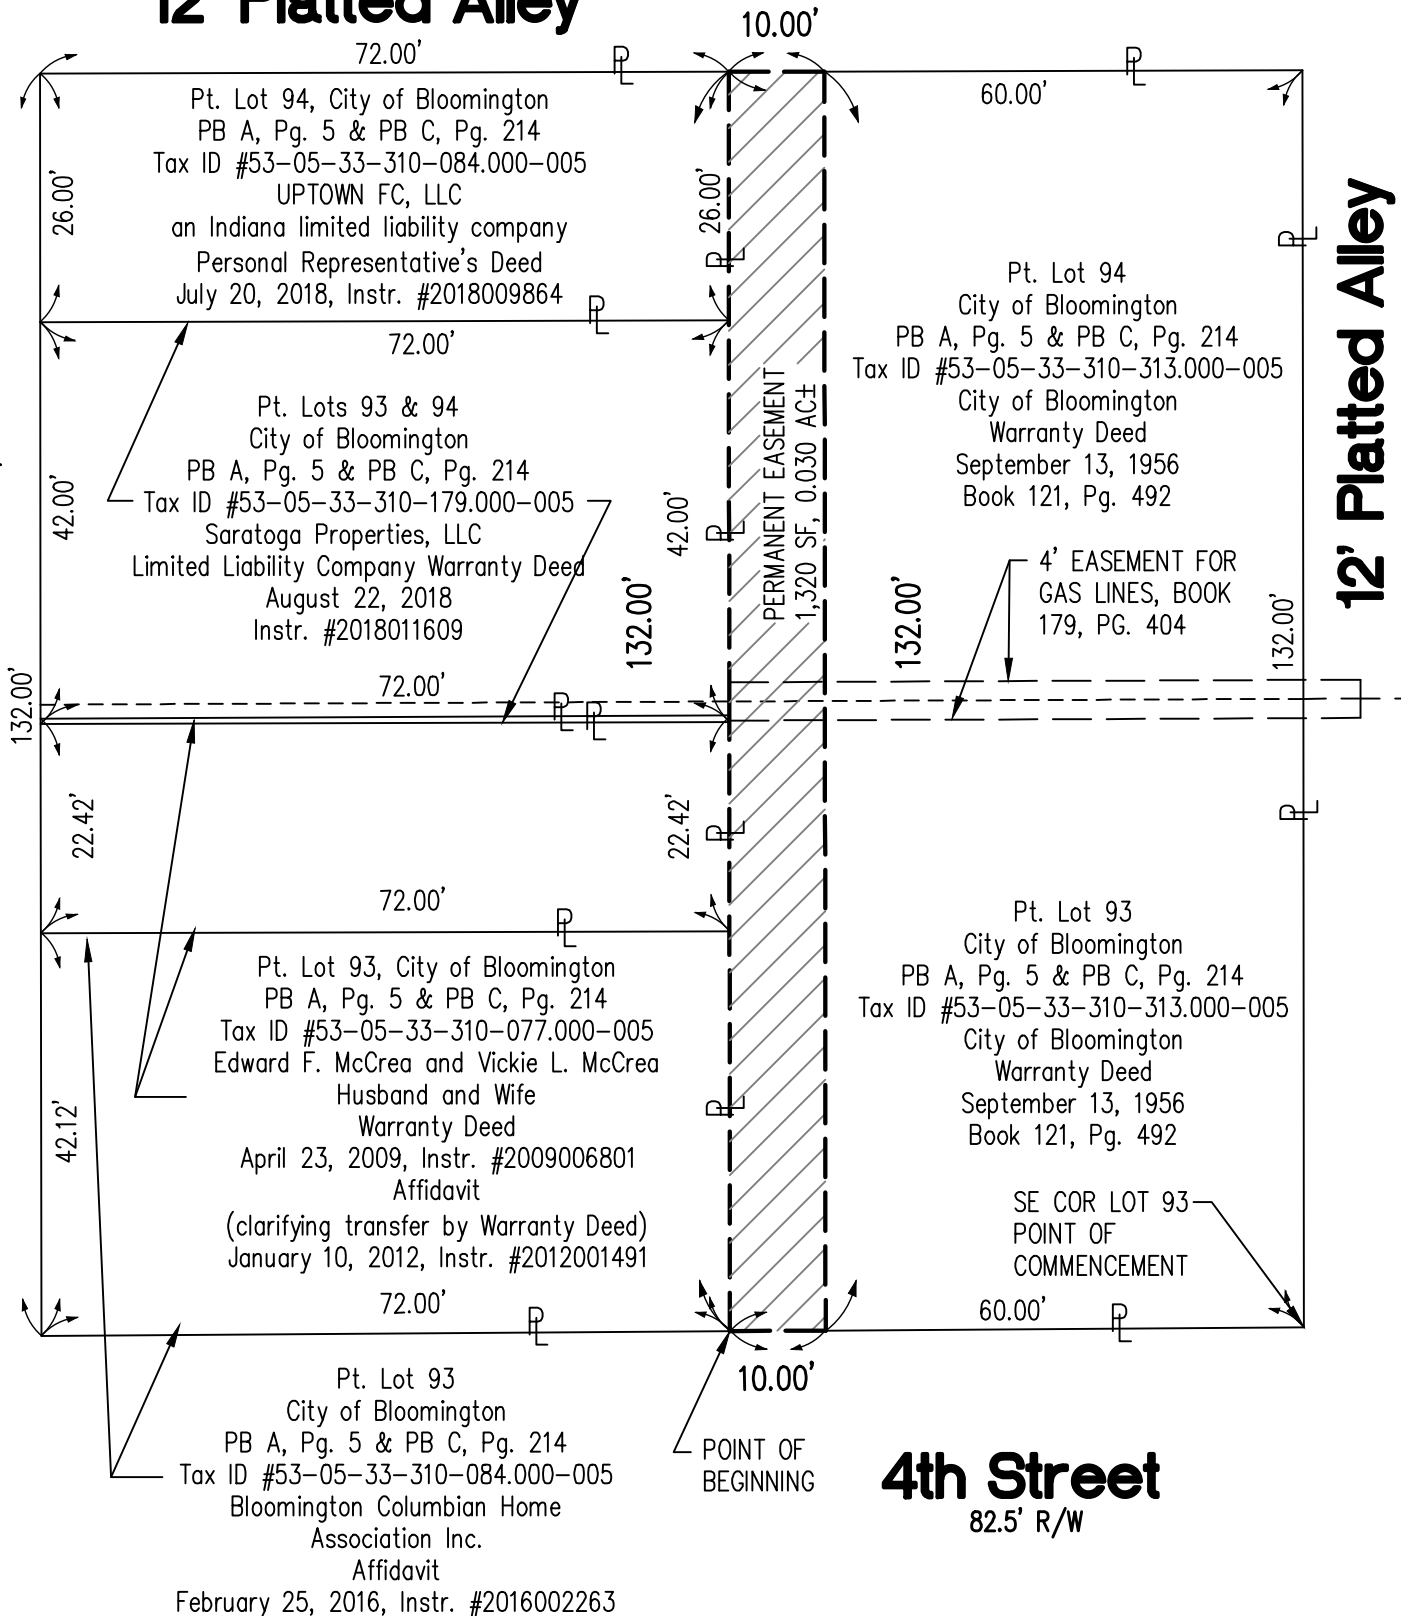 12' Platted Alley
10.00'
72.00'
PL
PL
60.00'
Pt. Lot 94, City of Bloomington
PB A, Pg. 5 & PB C, Pg. 214
Tax ID #53-05-33-310-084.000-005
UPTOWN FC, LLC
an Indiana limited liability company
Personal Representative's Deed
July 20, 2018, Instr. #2018009864
26.00'
26.00'
PL
PL
PL
72.00'
Pt. Lot 94
City of Bloomington
PB A, Pg. 5 & PB C, Pg. 214
Tax ID #53-05-33-310-313.000-005
City of Bloomington
Warranty Deed
September 13, 1956
Book 121, Pg. 492
12' Platted Alley
Pt. Lots 93 & 94
City of Bloomington
PB A, Pg. 5 & PB C, Pg. 214
Tax ID #53-05-33-310-179.000-005
Saratoga Properties, LLC
Limited Liability Company Warranty Deed
August 22, 2018
Instr. #2018011609
42.00'
42.00'
PL
PERMANENT EASEMENT
1,320 SF, 0.030 AC±
4' EASEMENT FOR
GAS LINES, BOOK
179, PG. 404
132.00'
132.00'
132.00'
132.00'
72.00'
PL
PL
22.42'
22.42'
PL
PL
72.00'
PL
Pt. Lot 93, City of Bloomington
PB A, Pg. 5 & PB C, Pg. 214
Tax ID #53-05-33-310-077.000-005
Edward F. McCrea and Vickie L. McCrea
Husband and Wife
Warranty Deed
April 23, 2009, Instr. #2009006801
Affidavit
(clarifying transfer by Warranty Deed)
January 10, 2012, Instr. #2012001491
42.12'
PL
Pt. Lot 93
City of Bloomington
PB A, Pg. 5 & PB C, Pg. 214
Tax ID #53-05-33-310-313.000-005
City of Bloomington
Warranty Deed
September 13, 1956
Book 121, Pg. 492
SE COR LOT 93
POINT OF
COMMENCEMENT
72.00'
PL
60.00'
PL
10.00'
Pt. Lot 93
City of Bloomington
PB A, Pg. 5 & PB C, Pg. 214
Tax ID #53-05-33-310-084.000-005
Bloomington Columbian Home
Association Inc.
Affidavit
February 25, 2016, Instr. #2016002263
POINT OF
BEGINNING
4th Street
82.5' R/W